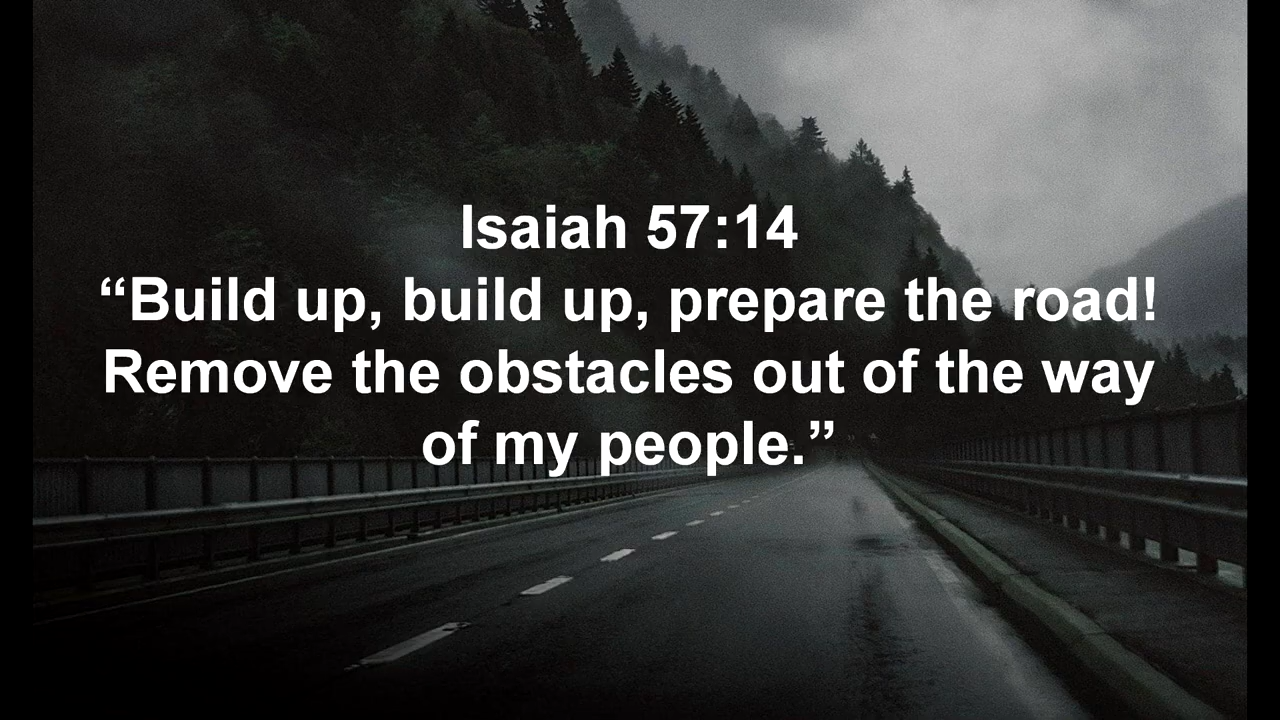 Isaiah 57:14
“Build up, build up, prepare the road!
Remove the obstacles out of the way
of my people.”